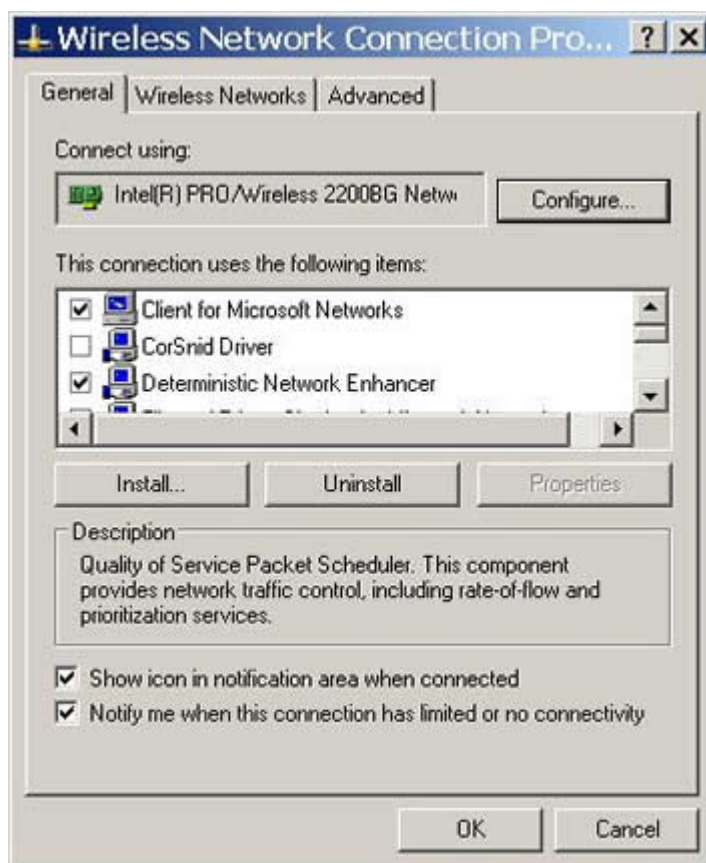 Wireless Network Connection Pro...
General Wireless Networks Advanced
Connect using:
Intel(R) PRO/Wireless 2200BG Netw
Configure...
This connection uses the following items:
Client for Microsoft Networks
CorSnid Driver
Deterministic Network Enhancer
Install... Uninstall Properties
Description
Quality of Service Packet Scheduler. This component
provides network traffic control, including rate-of-flow and
prioritization services.
Show icon in notification area when connected
Notify me when this connection has limited or no connectivity
OK Cancel